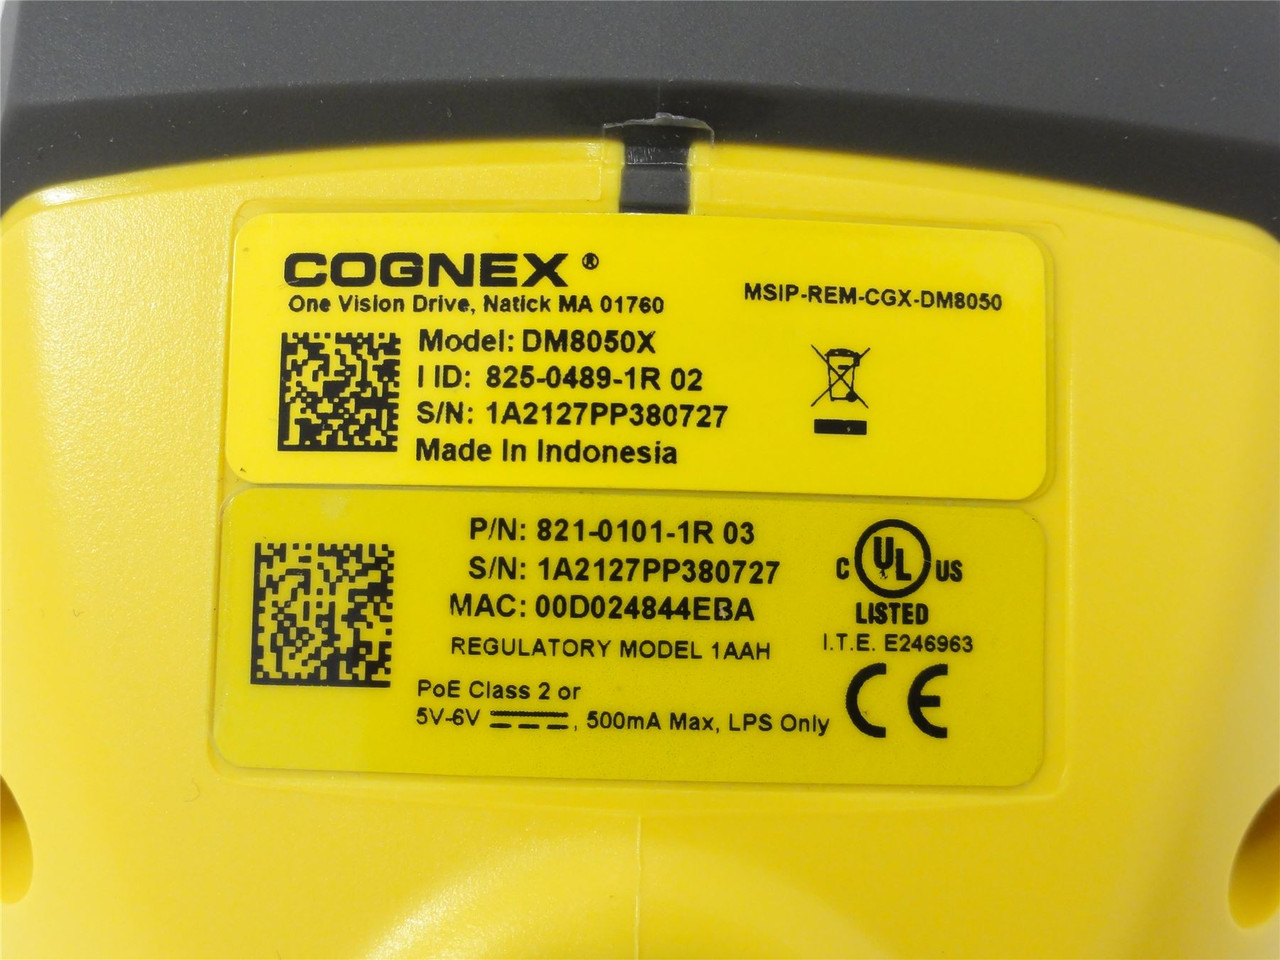 COGNEX ®
One Vision Drive, Natick MA 01760
MSIP-REM-CGX-DM8050
Model: DM8050X
I ID: 825-0489-1R 02
S/N: 1A2127PP380727
Made In Indonesia
P/N: 821-0101-1R 03
S/N: 1A2127PP380727
MAC: 00D024844EBA
REGULATORY MODEL 1AAH
PoE Class 2 or
5V-6V , 500mA Max, LPS Only
C UL US
LISTED
I.T.E. E246963
CE